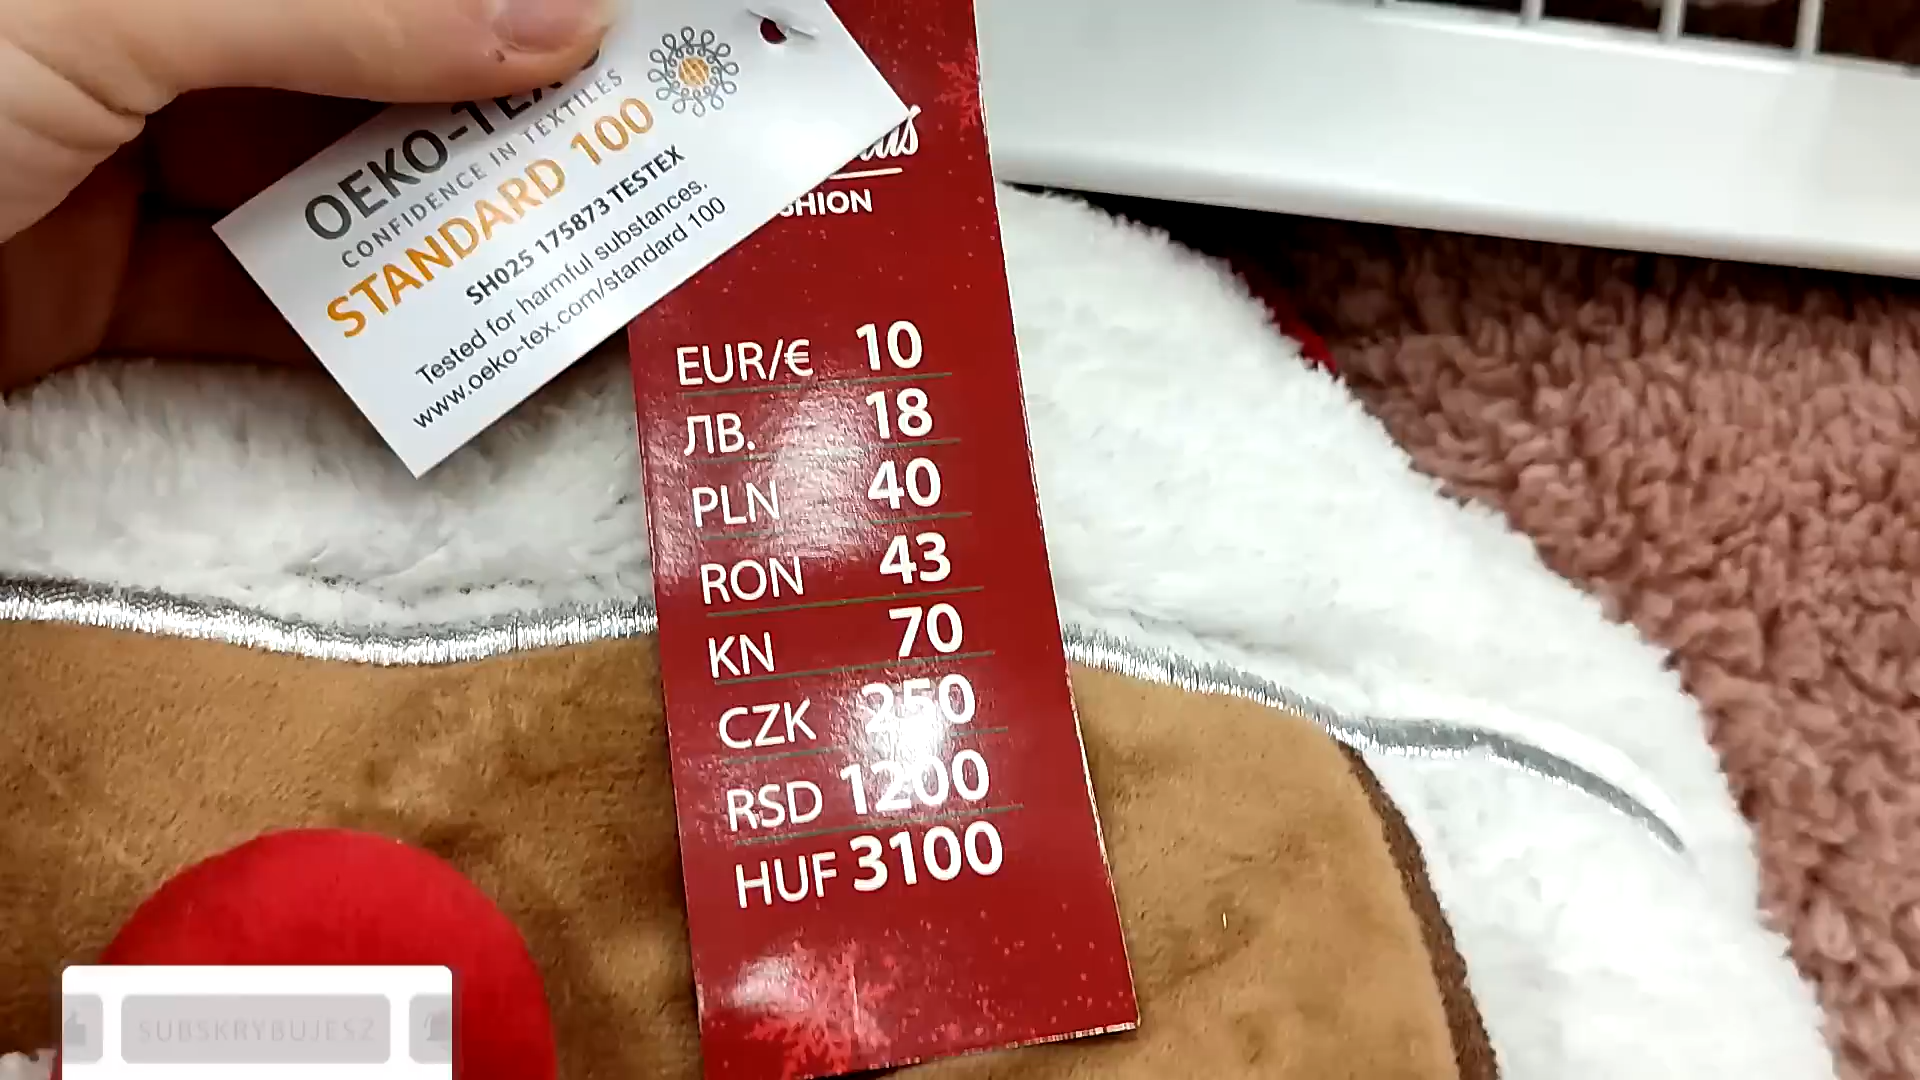 OEKO-TEX
CONFIDENCE IN TEXTILES
STANDARD 100
SH025 175873 TESTEX
Tested for harmful substances.
www.oeko-tex.com/standard 100
EUR/€ 10
ЛВ. 18
PLN 40
RON 43
KN 70
CZK 250
RSD 1200
HUF 3100
SUBSKRYBUJESZ